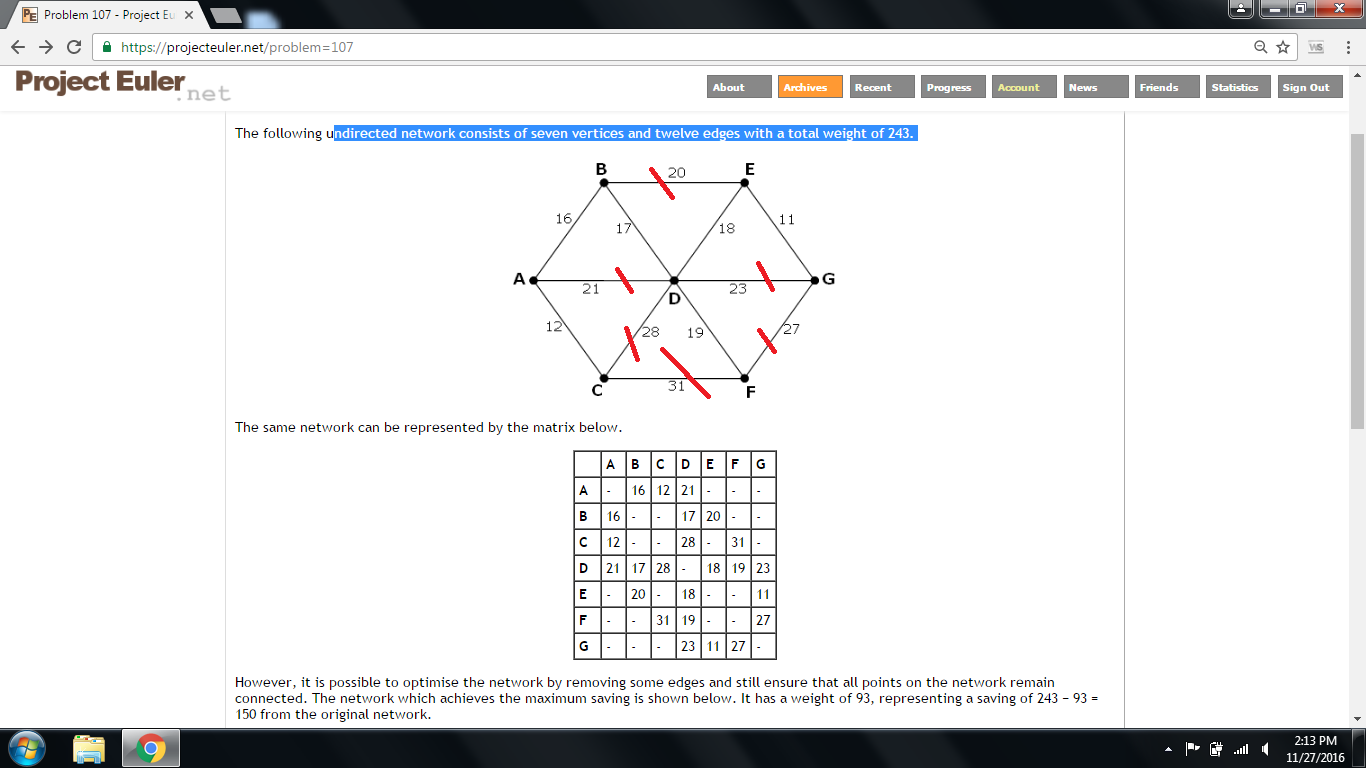 Problem 107 - Project Eu
https://projecteuler.net/problem=107
Project Euler
.net
About Archives Recent Progress Account News Friends Statistics Sign Out
The following undirected network consists of seven vertices and twelve edges with a total weight of 243.
B 20 E
16 17 18 11
A 21 D 23 G
12 28 19 27
C 31 F
The same network can be represented by the matrix below.
A B C D E F G
A - 16 12 21 - - -
B 16 - - 17 20 - -
C 12 - - 28 - 31 -
D 21 17 28 - 18 19 23
E - 20 - 18 - - 11
F - - 31 19 - - 27
G - - - 23 11 27 -
However, it is possible to optimise the network by removing some edges and still ensure that all points on the network remain
connected. The network which achieves the maximum saving is shown below. It has a weight of 93, representing a saving of 243 − 93 =
150 from the original network.
2:13 PM
11/27/2016